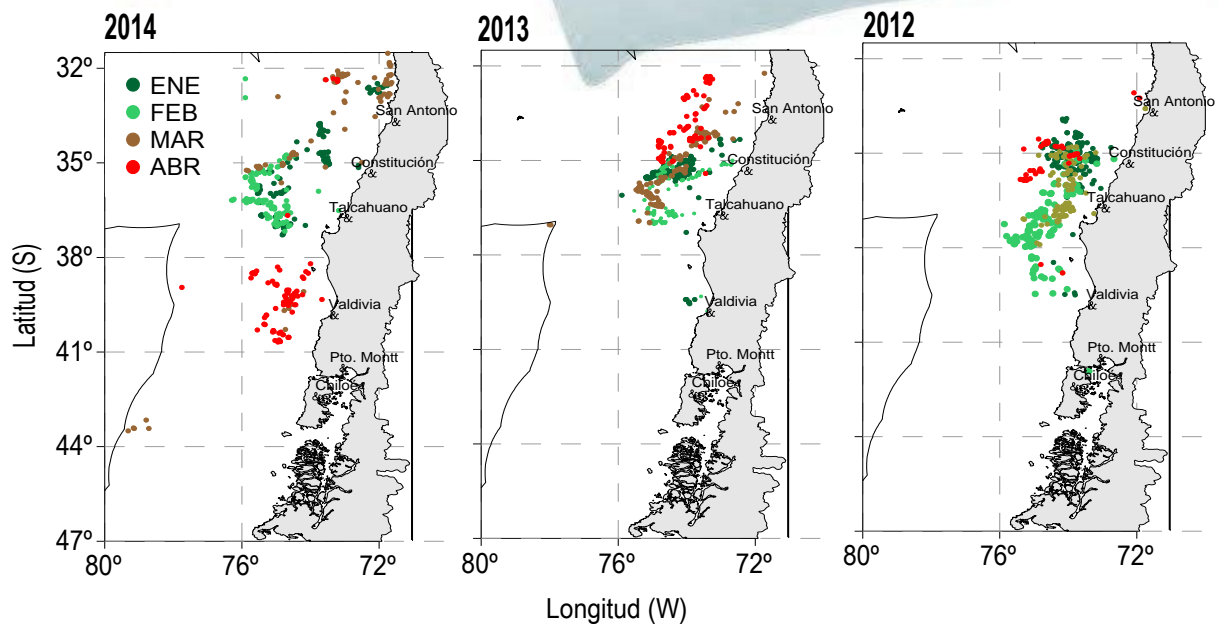 2014
2013
2012
ENE
FEB
MAR
ABR
32º
35º
38º
41º
44º
47º
Latitud (S)
San Antonio
&
Constitución
&
Talcahuano
&
Valdivia
&
Pto. Montt
&
Chiloe
&
San Antonio
&
Constitución
&
Talcahuano
&
Valdivia
&
Pto. Montt
&
Chiloe
&
San Antonio
&
Constitución
&
Talcahuano
&
Valdivia
&
Pto. Montt
&
Chiloe
&
80º 76º 72º
80º 76º 72º
80º 76º 72º
Longitud (W)